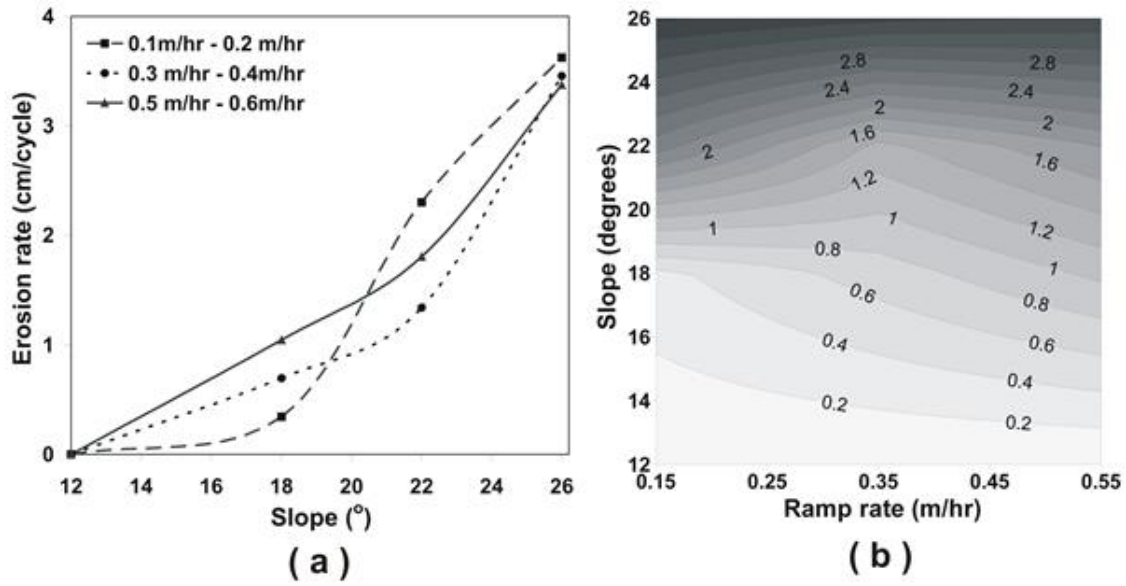 4
3
2
1
0
Erosion rate (cm/cycle)
0.1m/hr - 0.2 m/hr
0.3 m/hr - 0.4m/hr
0.5 m/hr - 0.6m/hr
12 14 16 18 20 22 24 26
Slope (°)
( a )
26
24
22
20
18
16
14
12
Slope (degrees)
2.8 2.8
2.4 2.4
2 2
1.6
2 1.6
1.2
1 1 1.2
0.8 1
0.6 0.8
0.4 0.6
0.4
0.2 0.2
0.15 0.25 0.35 0.45 0.55
Ramp rate (m/hr)
( b )